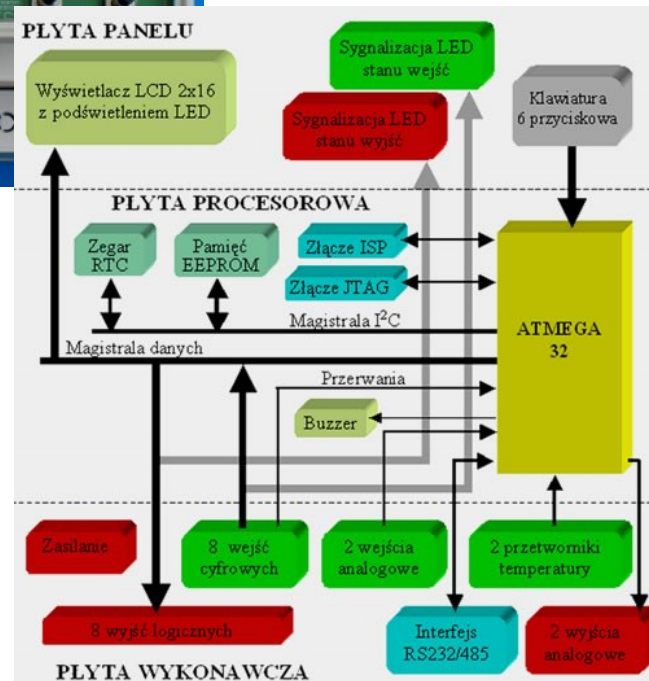 PŁYTA PANELU
Wyświetlacz LCD 2x16
z podświetleniem LED
Sygnalizacja LED
stanu wejść
Sygnalizacja LED
stanu wyjść
Klawiatura
6 przyciskowa
PŁYTA PROCESOROWA
Zegar
RTC
Pamięć
EEPROM
Złącze ISP
Złącze JTAG
Magistrala I²C
Magistrala danych
ATMEGA
32
Przerwania
Buzzer
Zasilanie
8 wejść
cyfrowych
2 wejścia
analogowe
2 przetworniki
temperatury
8 wyjść logicznych
Interfejs
RS232/485
2 wyjścia
analogowe
PŁYTA WYKONAWCZA